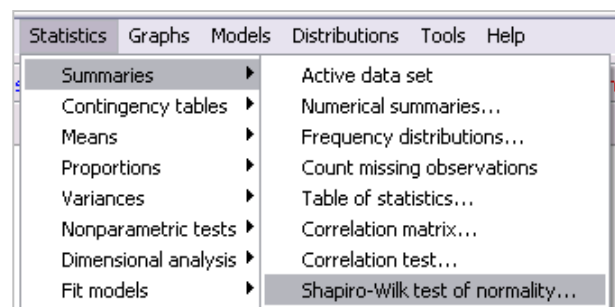 Statistics Graphs Models Distributions Tools Help
Summaries
Contingency tables
Means
Proportions
Variances
Nonparametric tests
Dimensional analysis
Fit models
Active data set
Numerical summaries...
Frequency distributions...
Count missing observations
Table of statistics...
Correlation matrix...
Correlation test...
Shapiro-Wilk test of normality...